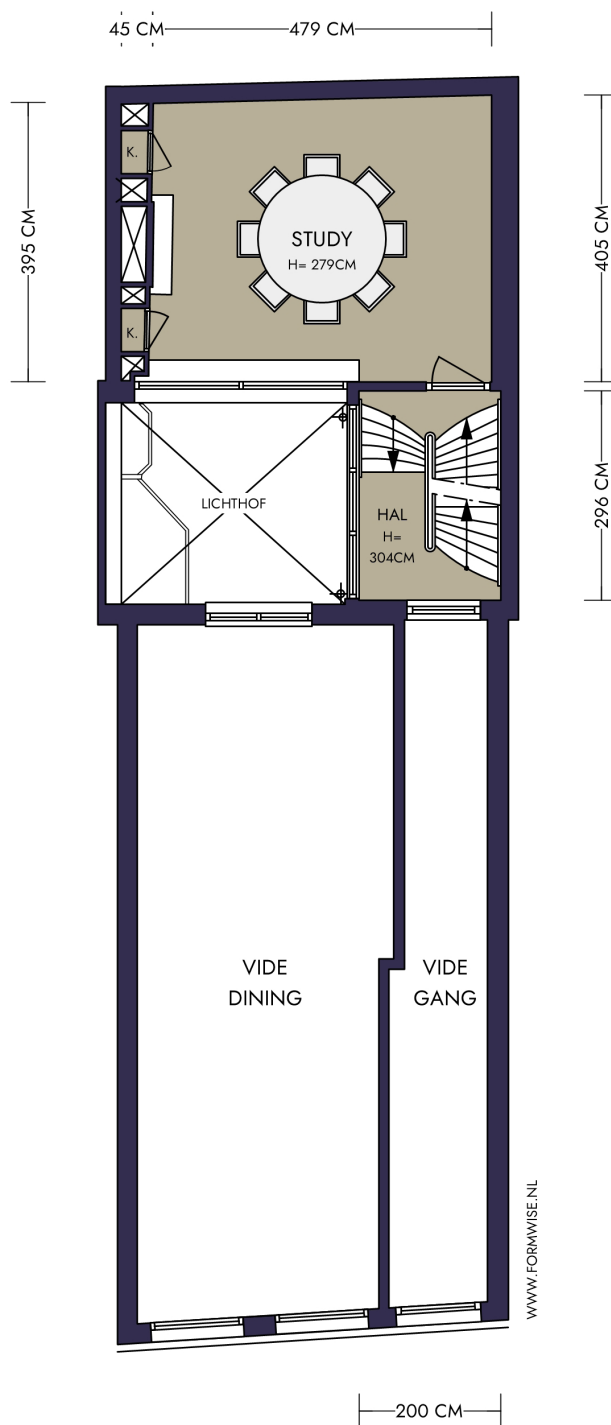 45 CM
479 CM
395 CM
405 CM
K.
STUDY
H= 279CM
K.
LICHTHOF
HAL
H=
304CM
296 CM
VIDE
DINING
VIDE
GANG
WWW.FORMWISE.NL
200 CM